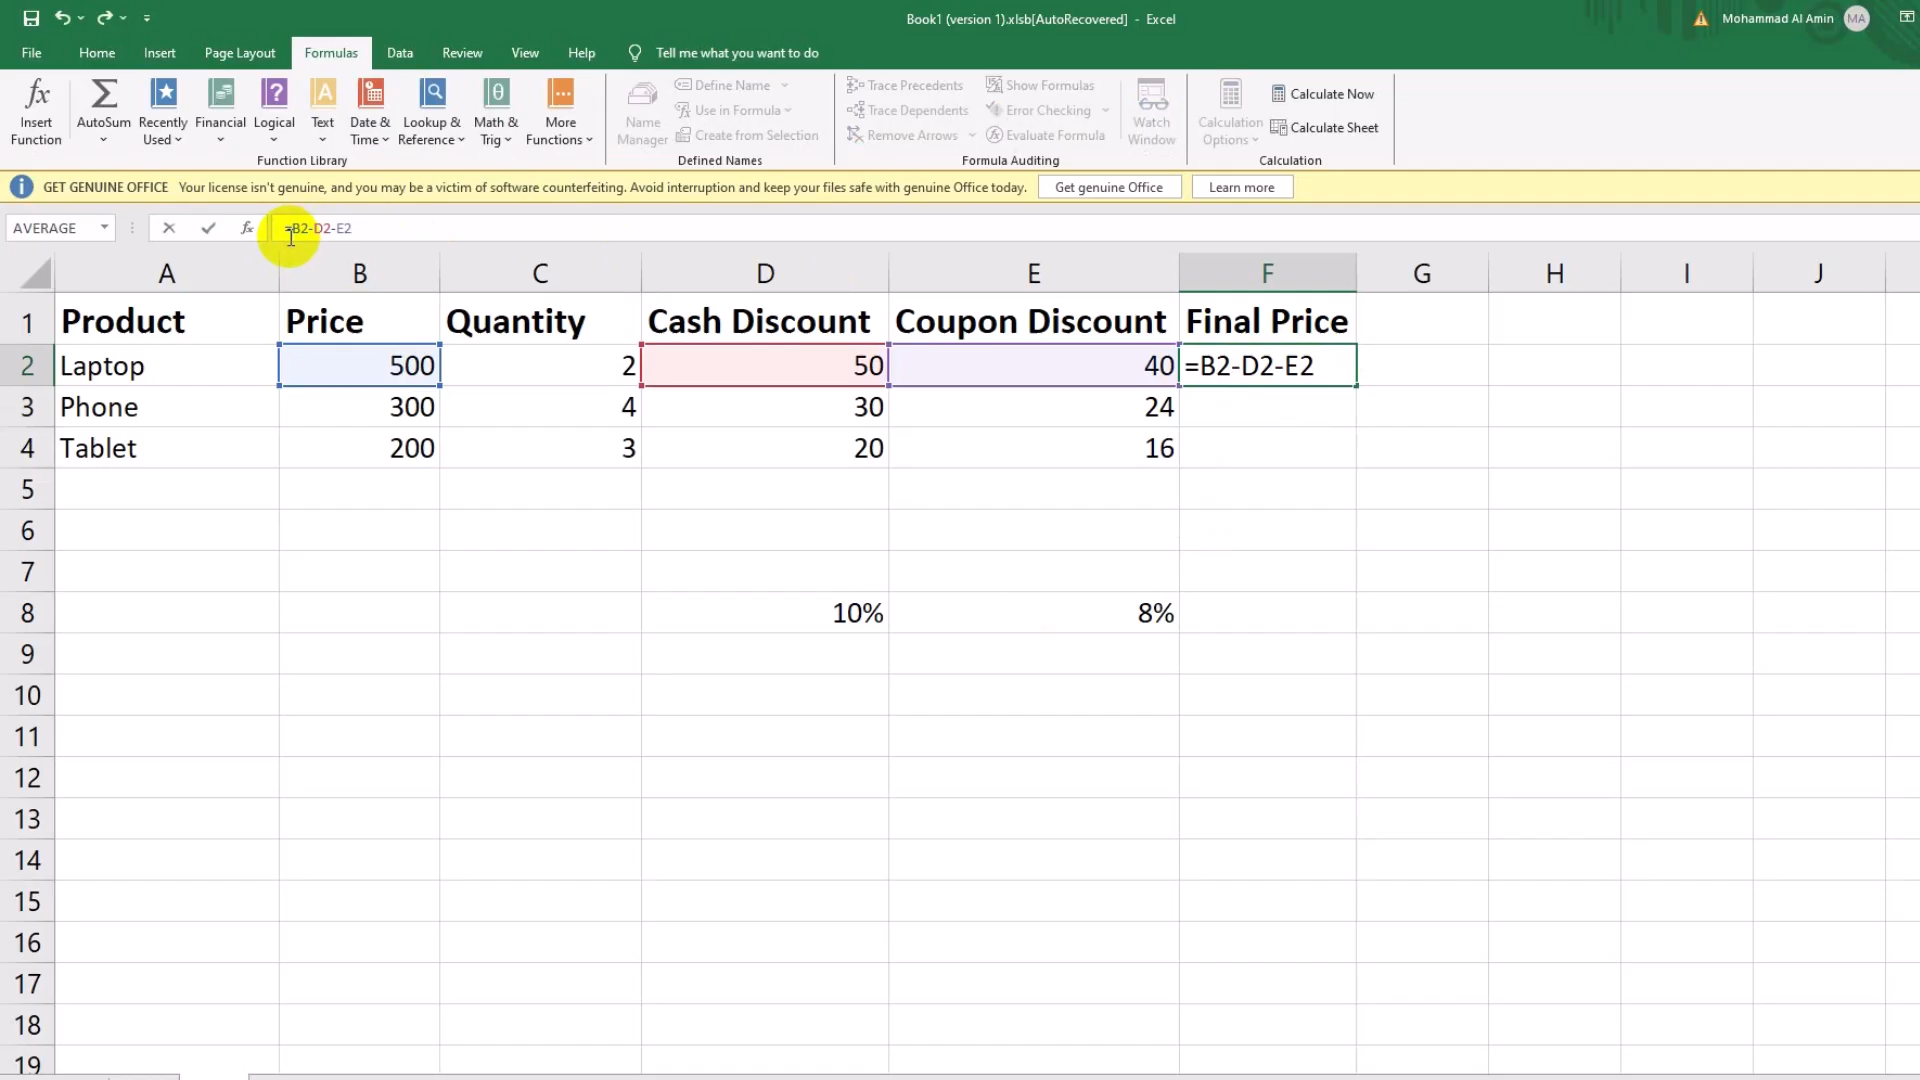 Book1 (version 1).xlsb[AutoRecovered] - Excel
Mohammad Al Amin MA
File Home Insert Page Layout Formulas Data Review View Help Tell me what you want to do
fx Insert Function
AutoSum
Recently Used
Financial
Logical
Text
Date & Time
Lookup & Reference
Math & Trig
More Functions
Function Library
Name Manager
Define Name
Use in Formula
Create from Selection
Defined Names
Trace Precedents
Trace Dependents
Remove Arrows
Show Formulas
Error Checking
Evaluate Formula
Watch Window
Formula Auditing
Calculation Options
Calculate Now
Calculate Sheet
Calculation
GET GENUINE OFFICE Your license isn't genuine, and you may be a victim of software counterfeiting. Avoid interruption and keep your files safe with genuine Office today. Get genuine Office Learn more
AVERAGE fx =B2-D2-E2
A B C D E F G H I J
1 Product Price Quantity Cash Discount Coupon Discount Final Price
2 Laptop 500 2 50 40 =B2-D2-E2
3 Phone 300 4 30 24
4 Tablet 200 3 20 16
5
6
7
8 10% 8%
9
10
11
12
13
14
15
16
17
18
19